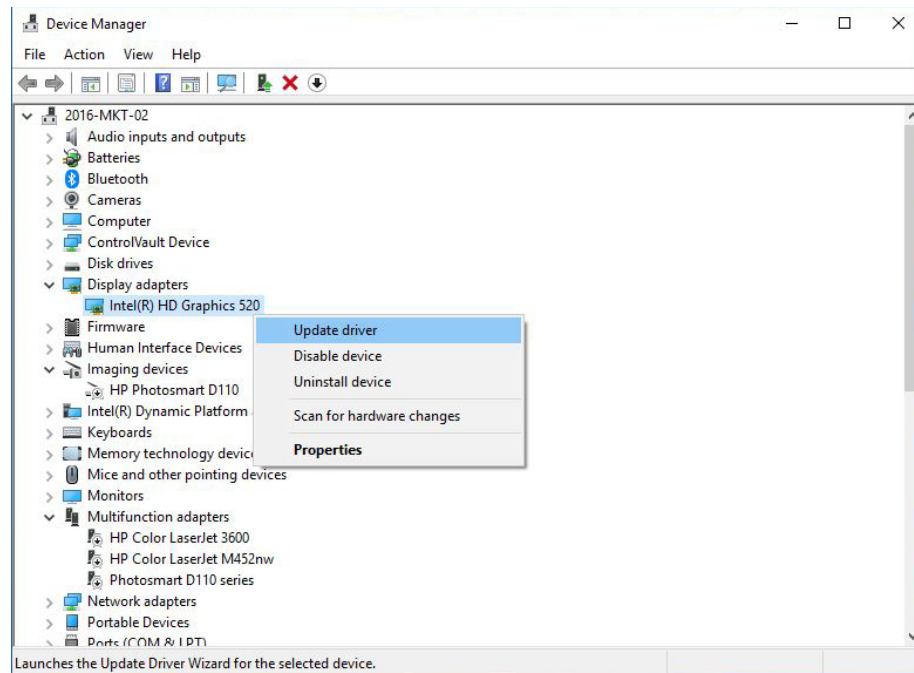 Device Manager
File Action View Help
2016-MKT-02
Audio inputs and outputs
Batteries
Bluetooth
Cameras
Computer
ControlVault Device
Disk drives
Display adapters
Intel(R) HD Graphics 520
Firmware
Human Interface Devices
Imaging devices
HP Photosmart D110
Intel(R) Dynamic Platform
Keyboards
Memory technology device
Mice and other pointing devices
Monitors
Multifunction adapters
HP Color LaserJet 3600
HP Color LaserJet M452nw
Photosmart D110 series
Network adapters
Portable Devices
Ports (COM & LPT)
Update driver
Disable device
Uninstall device
Scan for hardware changes
Properties
Launches the Update Driver Wizard for the selected device.